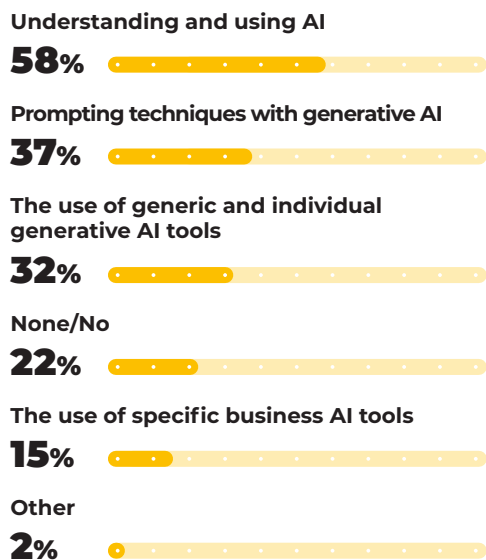 Understanding and using AI
58%
Prompting techniques with generative AI
37%
The use of generic and individual
generative AI tools
32%
None/No
22%
The use of specific business AI tools
15%
Other
2%